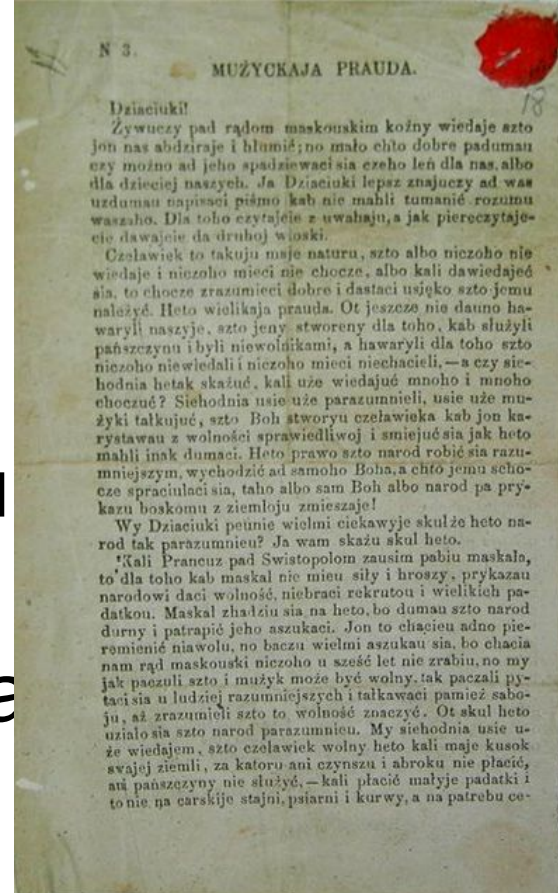 N 3.
18
MUŻYCKAJA PRAUDA.
Dziaciuki!
Żywuczy pad rądom maskouskim kożny wiedaje szto
jon nas abdziraje i hłumić; no mało chto dobre padumau
czy możno ad jeho spadziewaci sia czeho leń dla nas, albo
dla dzieciej naszych. Ja Dziaciuki lepsz znajuczy ad was
uzdumau napisaci piśmo kab nie mahli tumanić rozumu
waszaho. Dla toho czytajcie z uwahaju, a jak piereczytaje-
cie dawajcie da druhoj wioski.
Czeławiek to takuju maje naturu, szto albo niczoho nie
wiedaje i niczoho mieci nie chocze, albo kali dawiedajeć
sia, to chocze zrazumieci dobre i dastaci usjęko szto jemu
należyć. Heto wielikaja prauda. Ot jeszcze nie dauno ha-
waryli naszyje, szto jeny stworeny dla toho, kab służyli
pańszczynu i byli niewolnikami, a hawaryli dla toho szto
niczoho niewiedali i niczoho mieci niechacieli,—a czy sie-
hodnia hetak skażuć, kali uże wiedajuć mnoho i mnoho
choczuć? Siehodnia usie uże parazumnieli, usie uże mu-
żyki tałkujuć, szto Boh stworyu czeławieka kab jon ka-
rystawau z wolności sprawiedliwoj i śmiejuć sia jak heto
mahli inak dumaci. Heto prawo szto narod robić sia razu-
mniejszym, wychodzić ad samoho Boha, a chto jemu scho-
cze spraciulaci sia, taho albo sam Boh albo narod pa pry-
kazu boskomu z ziemloju zmieszaje!
Wy Dziaciuki peunie wielmi ciekawyje skulże heto na-
rod tak parazumnieu? Ja wam skażu skul heto.
Kali Prancuz pad Swistopolom zausim pabiu maskala,
to dla toho kab maskal nie mieu siły i hroszy, prykazau
narodowi daci wolność, niebraci rekrutou i wielikich pa-
datkou. Maskal zhadziu sia na heto, bo dumau szto narod
durny i patrapić jeho aszukaci. Jon to chacieu adno pie-
remienić niawolu, no baczu wielmi aszukau sia, bo chacia
nam rąd maskouski niczoho u sześć let nie zrabiu, no my
jak paczuli szto i mużyk może być wolny, tak paczali py-
taci sia u ludziej razumniejszych i tałkawaci pamież sabo-
ju, aż zrazumieli szto to wolność znaczyć. Ot skul heto
uziało sia szto narod parazumnieu. My siehodnia usie u-
że wiedajem, szto czeławiek wolny heto kali maje kusok
swajej ziemli, za katoru ani czynszu i abroku nie płacić,
ani pańszczyny nie służyć,—kali płacić małyje padatki i
to nie na carskije stajni, psiarni i kurwy, a na patrebu ce-